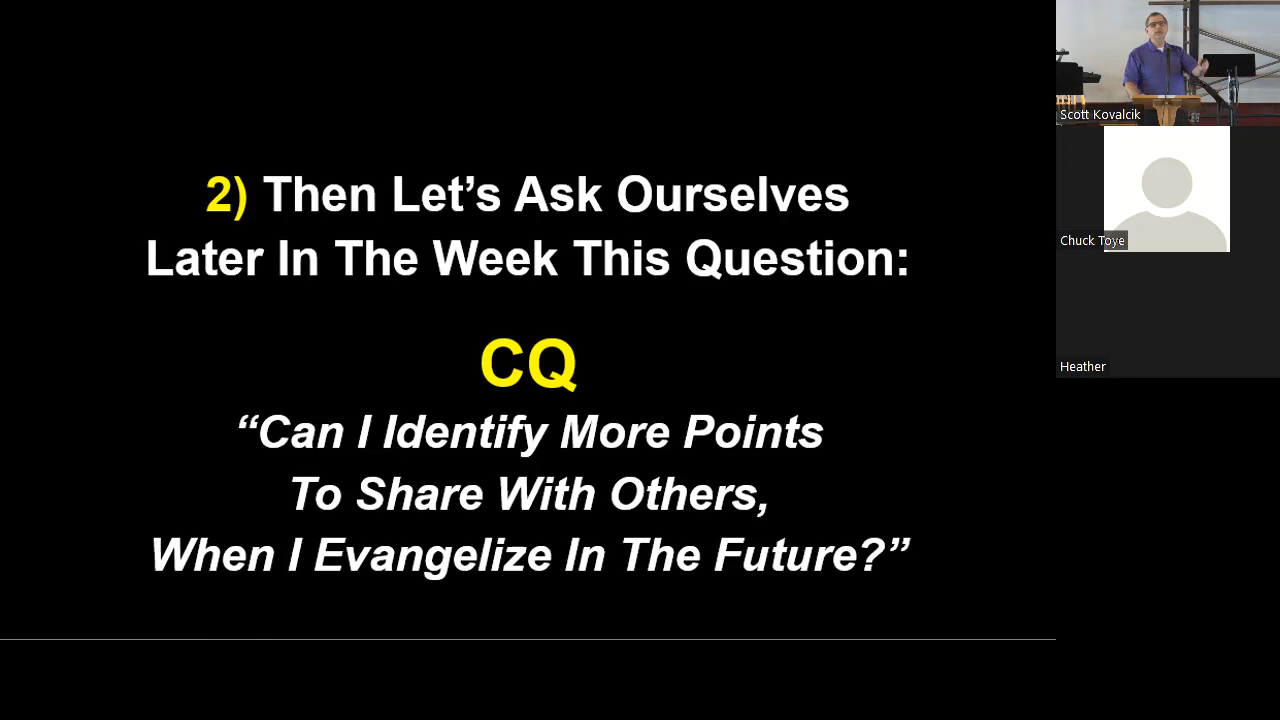 2) Then Let’s Ask Ourselves
Later In The Week This Question:
CQ
“Can I Identify More Points
To Share With Others,
When I Evangelize In The Future?”
Scott Kovalcik
Chuck Toye
Heather